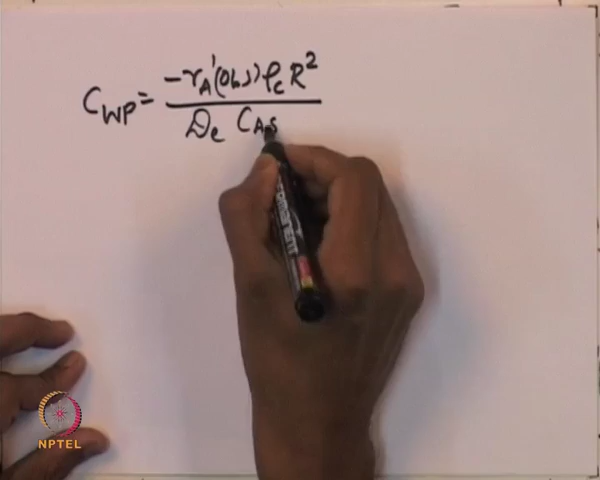 C_WP = -r_A'(obs) ρ_c R² / D_e C_As
NPTEL